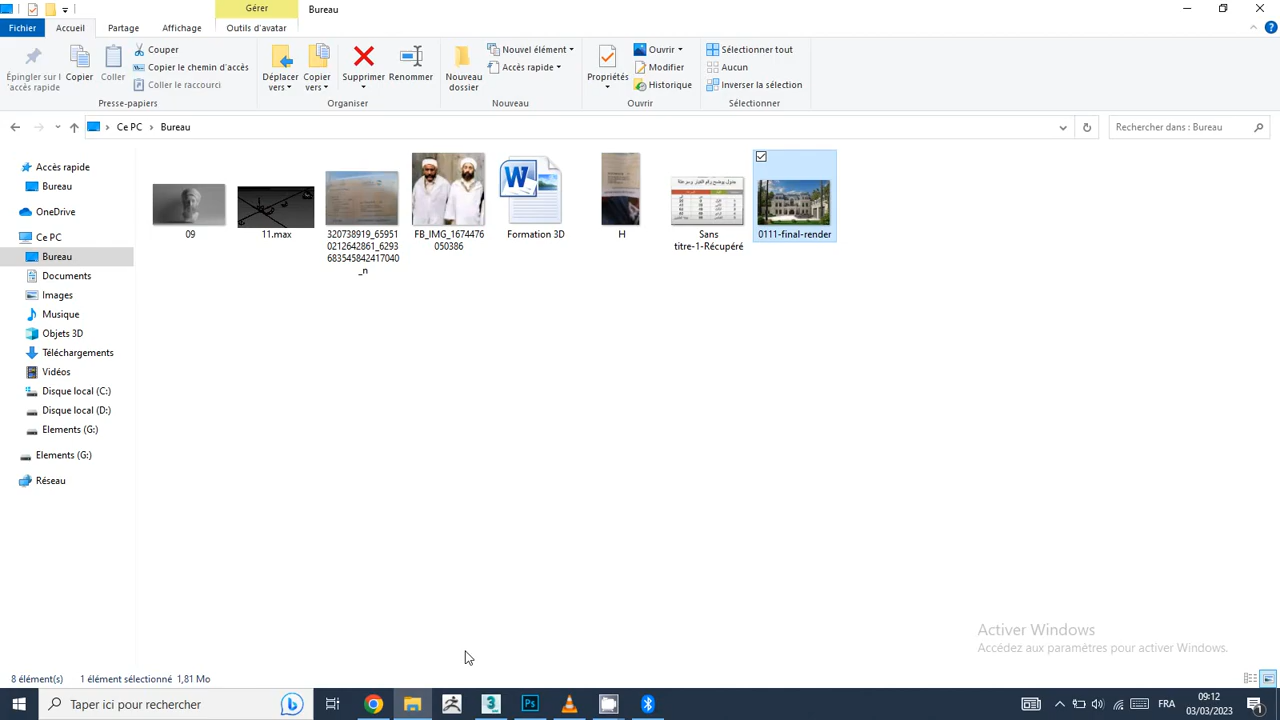 Gérer
Bureau
Fichier
Accueil
Partage
Affichage
Outils d'avatar
Épingler sur l'accès rapide
Copier
Coller
Couper
Copier le chemin d'accès
Coller le raccourci
Presse-papiers
Déplacer vers
Copier vers
Supprimer
Renommer
Organiser
Nouveau dossier
Nouvel élément
Accès rapide
Nouveau
Propriétés
Ouvrir
Modifier
Historique
Ouvrir
Sélectionner tout
Aucun
Inverser la sélection
Sélectionner
Ce PC > Bureau
Rechercher dans : Bureau
Accès rapide
Bureau
OneDrive
Ce PC
Bureau
Documents
Images
Musique
Objets 3D
Téléchargements
Vidéos
Disque local (C:)
Disque local (D:)
Elements (G:)
Elements (G:)
Réseau
09
11.max
320738919_65951
0212642861_6293
683545842417040
_n
FB_IMG_1674476
050386
Formation 3D
H
Sans
titre-1-Récupéré
0111-final-render
Activer Windows
Accédez aux paramètres pour activer Windows.
8 élément(s)
1 élément sélectionné 1,81 Mo
Taper ici pour rechercher
FRA
09:12
03/03/2023